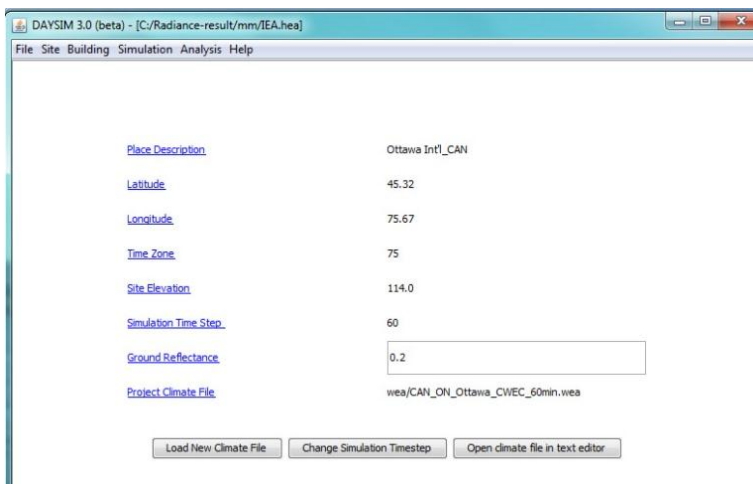 DAYSIM 3.0 (beta) - [C:/Radiance-result/mm/IEA.hea]
File Site Building Simulation Analysis Help
Place Description Ottawa Int'l_CAN
Latitude 45.32
Longitude 75.67
Time Zone 75
Site Elevation 114.0
Simulation Time Step 60
Ground Reflectance 0.2
Project Climate File wea/CAN_ON_Ottawa_CWEC_60min.wea
Load New Climate File Change Simulation Timestep Open climate file in text editor